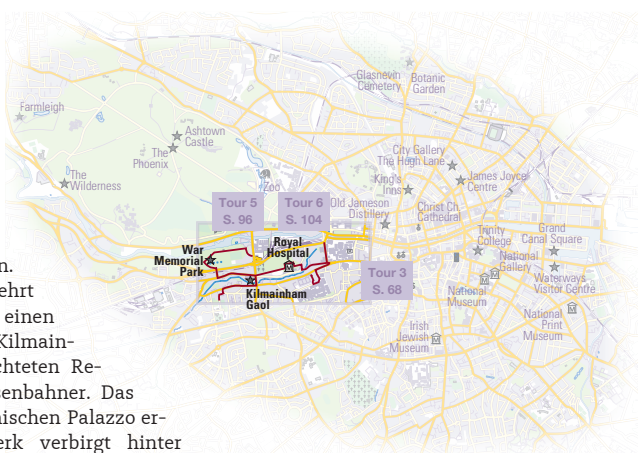 Glasnevin
Cemetery
Botanic
Garden
Farmleigh
Ashtown
Castle
The
Phoenix
The
Wilderness
City Gallery
The Hugh Lane
King's
Inns
James Joyce
Centre
Zoo
Tour 5
S. 96
Tour 6
S. 104
Old Jameson
Distillery
Christ Ch.
Cathedral
Trinity
College
Grand
Canal Square
War
Memorial
Park
Royal
Hospital
National
Gallery
Waterways
Visitor Centre
Tour 3
S. 68
Kilmainham
Gaol
National
Museum
National
Print
Museum
Irish
Jewish
Museum
n.
ehrt
einen
Kilmain-
chteten Re-
senbahner. Das
nischen Palazzo er-
erk verbirgt hinter